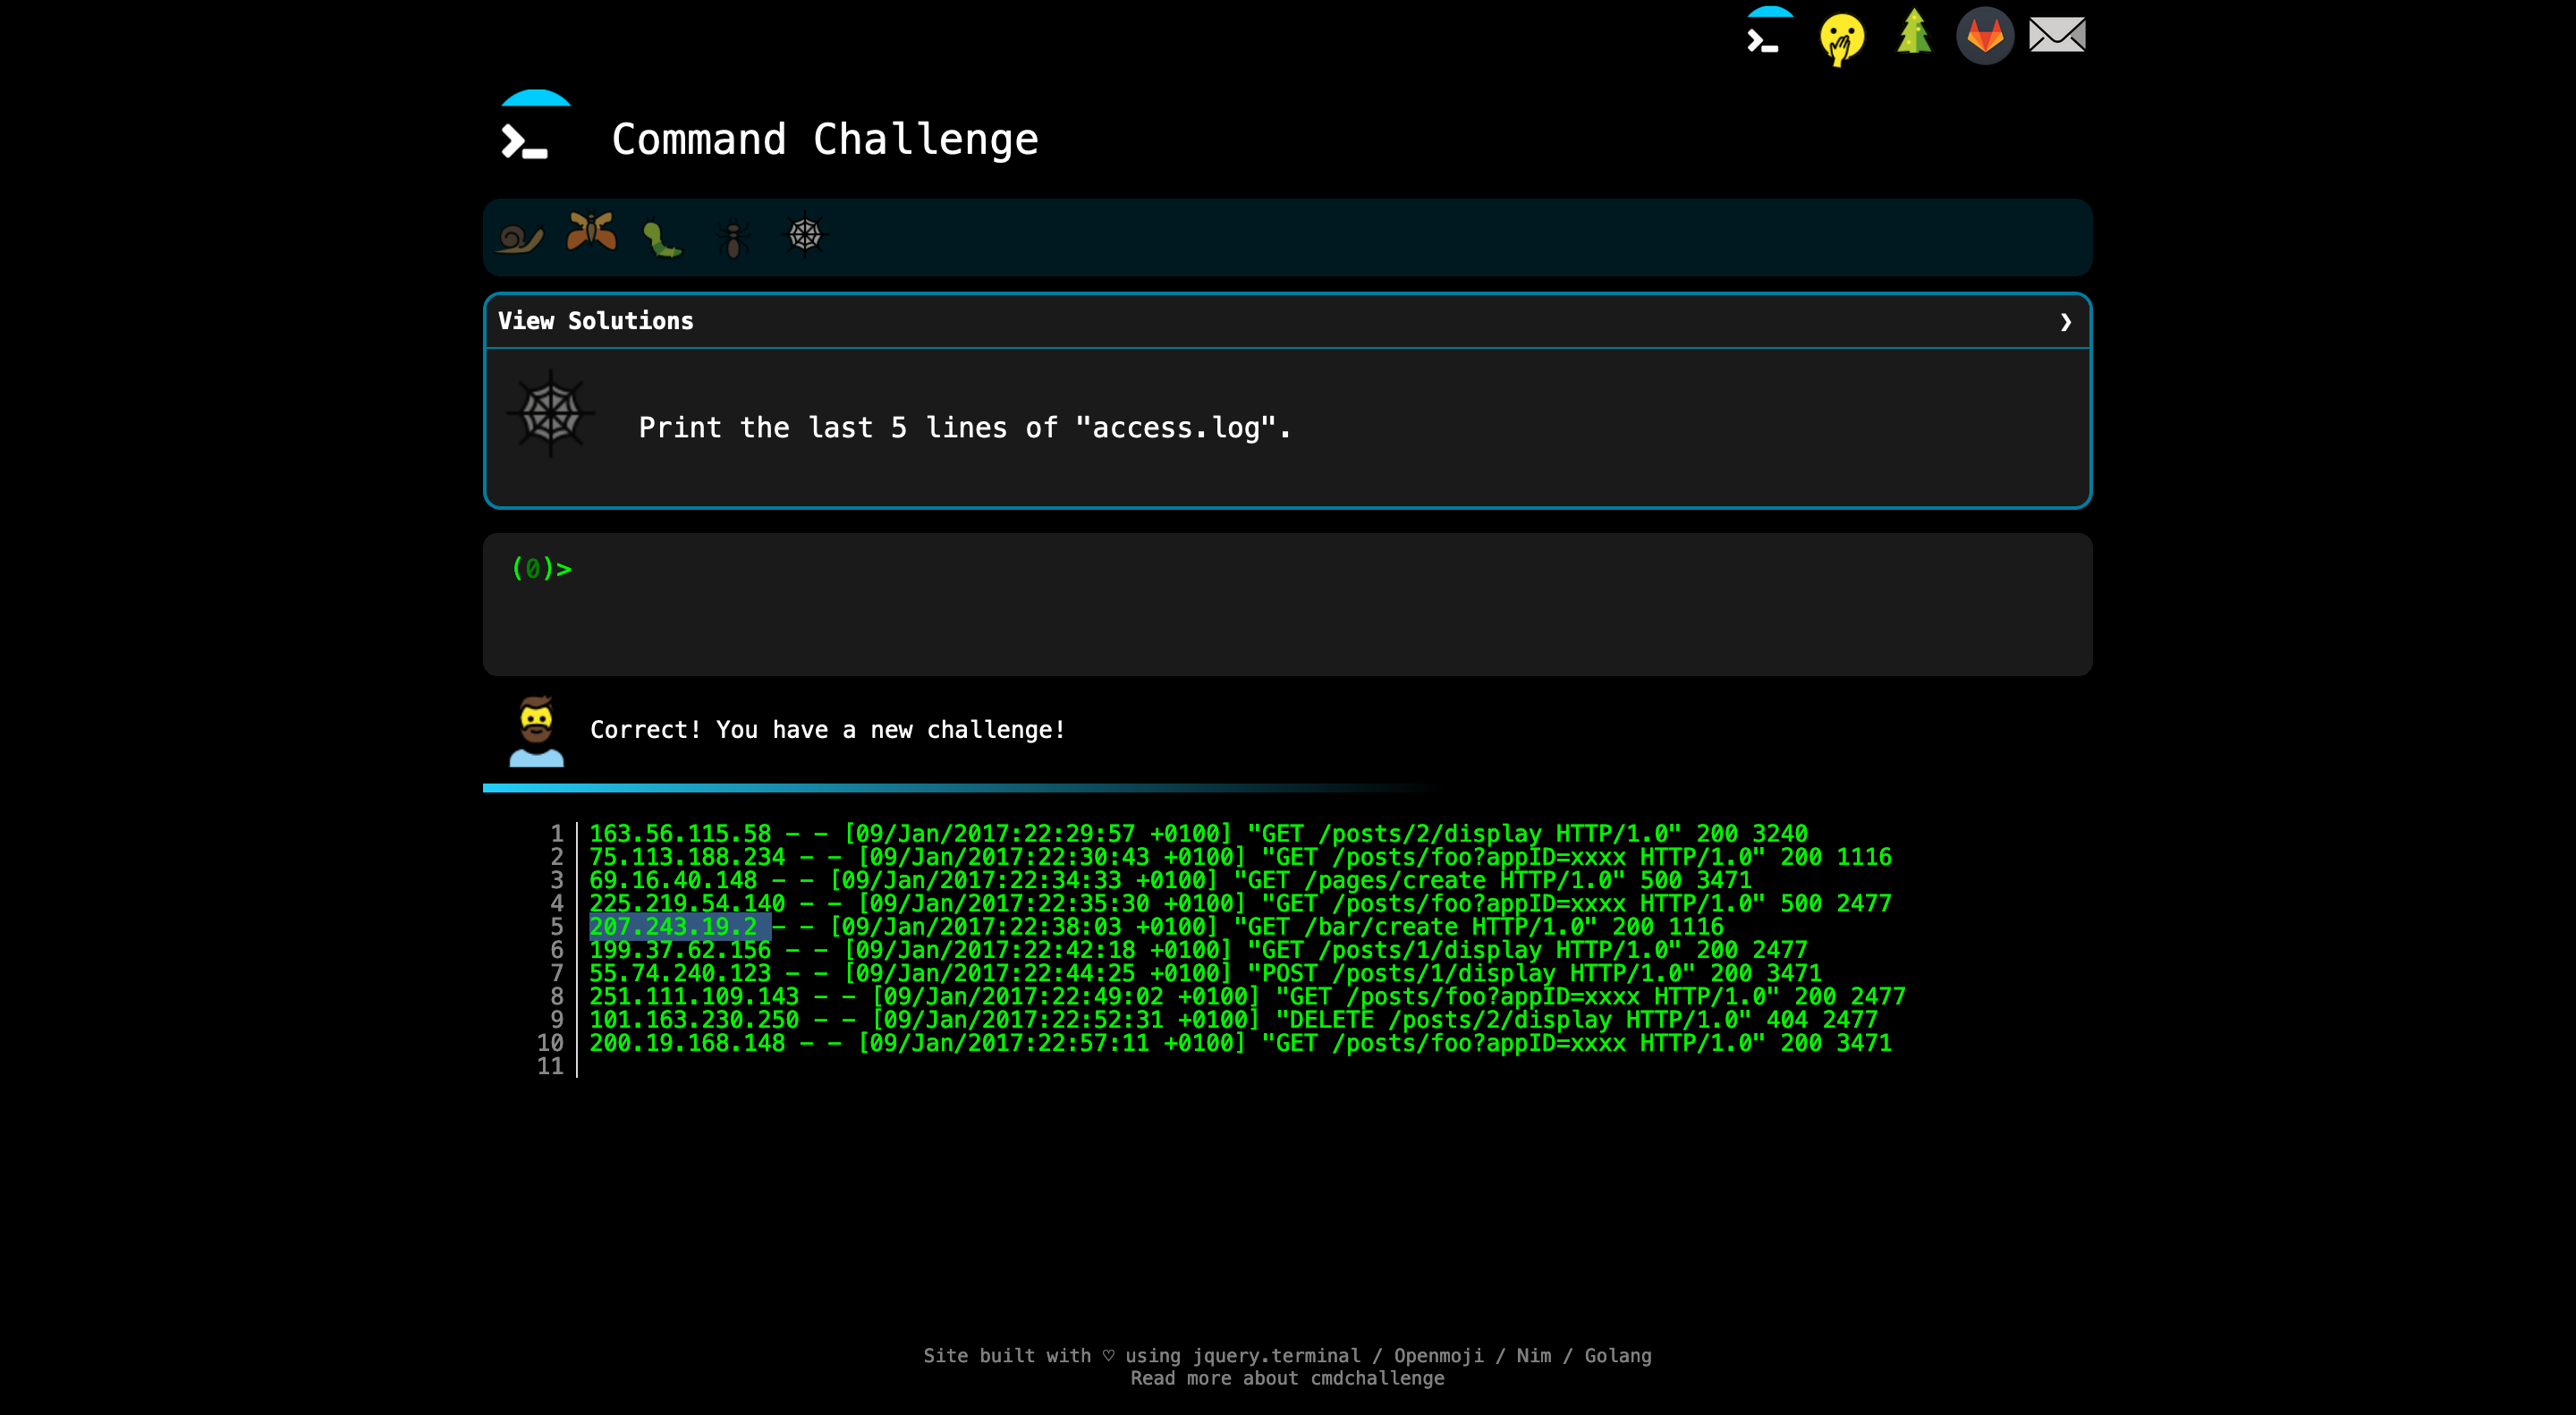 Command Challenge
View Solutions ❯
Print the last 5 lines of "access.log".
(0)>
Correct! You have a new challenge!
1 163.56.115.58 - - [09/Jan/2017:22:29:57 +0100] "GET /posts/2/display HTTP/1.0" 200 3240
2 75.113.188.234 - - [09/Jan/2017:22:30:43 +0100] "GET /posts/foo?appID=xxxx HTTP/1.0" 200 1116
3 69.16.40.148 - - [09/Jan/2017:22:34:33 +0100] "GET /pages/create HTTP/1.0" 500 3471
4 225.219.54.140 - - [09/Jan/2017:22:35:30 +0100] "GET /posts/foo?appID=xxxx HTTP/1.0" 500 2477
5 207.243.19.2 - - [09/Jan/2017:22:38:03 +0100] "GET /bar/create HTTP/1.0" 200 1116
6 199.37.62.156 - - [09/Jan/2017:22:42:18 +0100] "GET /posts/1/display HTTP/1.0" 200 2477
7 55.74.240.123 - - [09/Jan/2017:22:44:25 +0100] "POST /posts/1/display HTTP/1.0" 200 3471
8 251.111.109.143 - - [09/Jan/2017:22:49:02 +0100] "GET /posts/foo?appID=xxxx HTTP/1.0" 200 2477
9 101.163.230.250 - - [09/Jan/2017:22:52:31 +0100] "DELETE /posts/2/display HTTP/1.0" 404 2477
10 200.19.168.148 - - [09/Jan/2017:22:57:11 +0100] "GET /posts/foo?appID=xxxx HTTP/1.0" 200 3471
11
Site built with ♡ using jquery.terminal / Openmoji / Nim / Golang
Read more about cmdchallenge